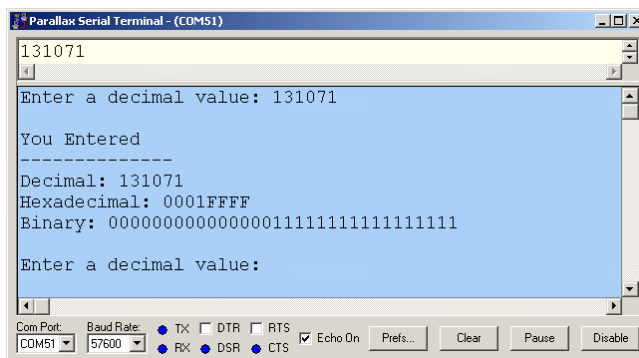 Parallax Serial Terminal - (COM51)
131071
Enter a decimal value: 131071
You Entered
--------------
Decimal: 131071
Hexadecimal: 0001FFFF
Binary: 00000000000000011111111111111111
Enter a decimal value:
Com Port: Baud Rate: TX DTR RTS
COM51 57600 RX DSR CTS Echo On Prefs... Clear Pause Disable